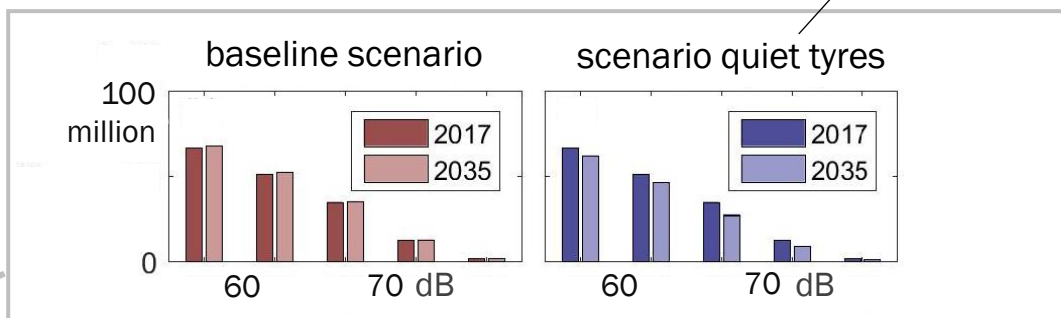 baseline scenario
scenario quiet tyres
100
million
2017
2035
2017
2035
0
60
70 dB
60
70 dB